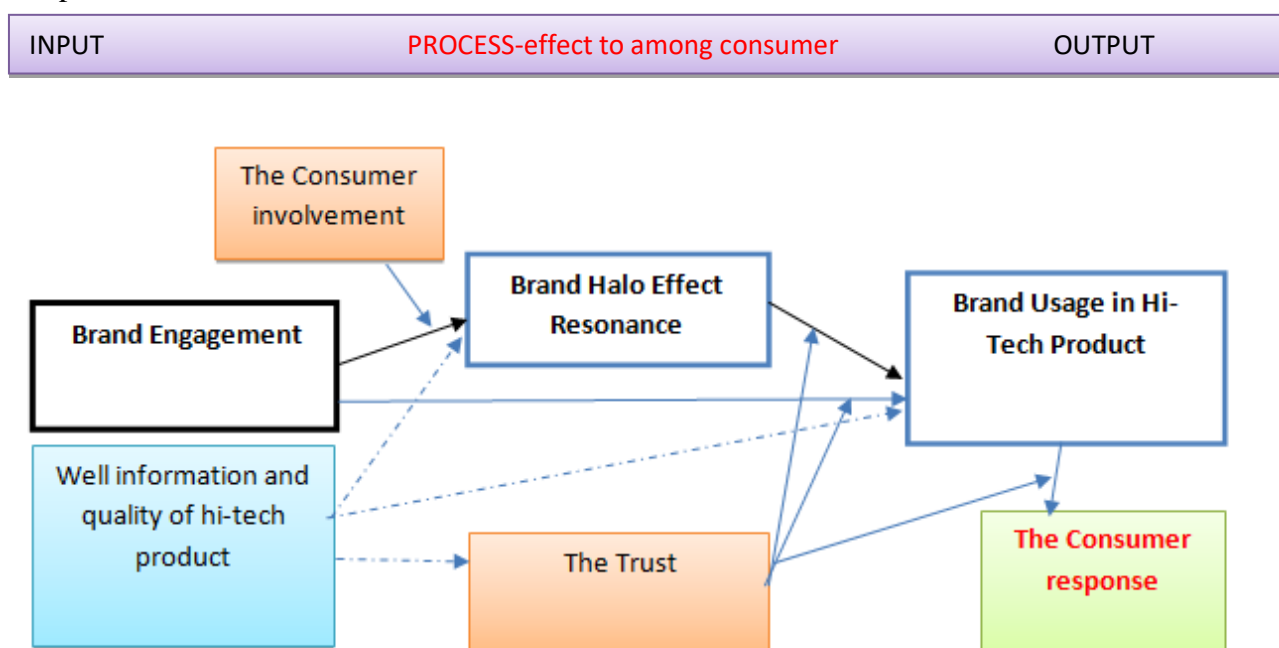 INPUT PROCESS-effect to among consumer OUTPUT
The Consumer
involvement
Brand Engagement
Brand Halo Effect
Resonance
Brand Usage in Hi-
Tech Product
Well information and
quality of hi-tech
product
The Trust
The Consumer
response